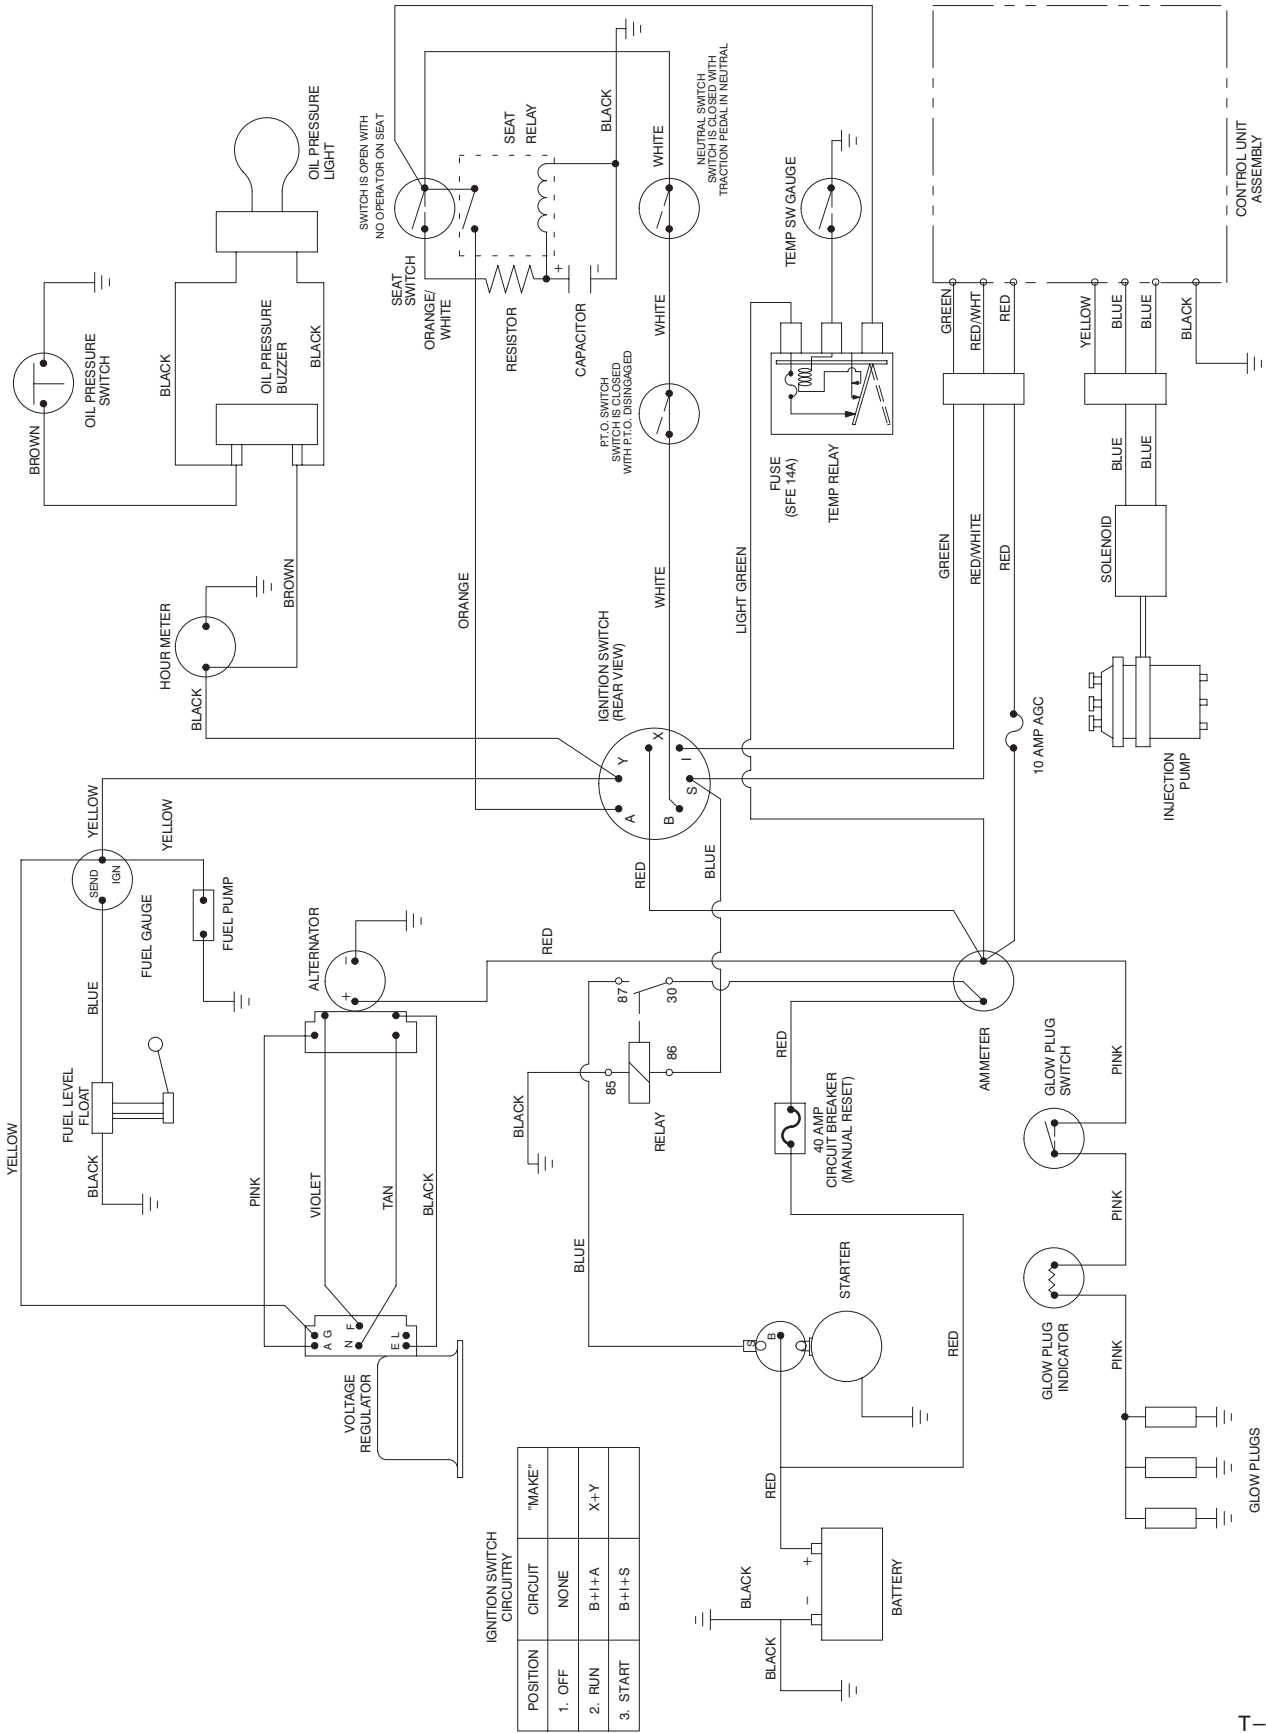 OIL PRESSURE
SWITCH
BROWN
BLACK
OIL PRESSURE
BUZZER
BLACK
OIL PRESSURE
LIGHT
HOUR METER
BROWN
BLACK
SWITCH IS OPEN WITH
NO OPERATOR ON SEAT
SEAT
SWITCH
ORANGE/
WHITE
SEAT
RELAY
RESISTOR
+
–
CAPACITOR
BLACK
WHITE
NEUTRAL SWITCH
SWITCH IS CLOSED WITH
TRACTION PEDAL IN NEUTRAL
WHITE
P.T.O. SWITCH
SWITCH IS CLOSED
WITH P.T.O. DISINGAGED
ORANGE
WHITE
TEMP SW GAUGE
FUSE
(SFE 14A)
TEMP RELAY
LIGHT GREEN
CONTROL UNIT
ASSEMBLY
GREEN
RED/WHT
RED
YELLOW
BLUE
BLUE
BLACK
GREEN
RED/WHITE
RED
BLUE
BLUE
SOLENOID
INJECTION
PUMP
10 AMP AGC
IGNITION SWITCH
(REAR VIEW)
Y
X
A
I
B
S
RED
BLUE
YELLOW
YELLOW
SEND
IGN
FUEL GAUGE
FUEL PUMP
BLUE
FUEL LEVEL
FLOAT
BLACK
YELLOW
ALTERNATOR
+
–
RED
PINK
VIOLET
TAN
BLACK
A G
N F
E L
VOLTAGE
REGULATOR
87
30
85
86
RELAY
BLACK
BLUE
RED
AMMETER
40 AMP
CIRCUIT BREAKER
(MANUAL RESET)
GLOW PLUG
SWITCH
PINK
PINK
GLOW PLUG
INDICATOR
PINK
GLOW PLUGS
STARTER
S
B
RED
RED
BLACK
BLACK
+
–
BATTERY
IGNITION SWITCH
CIRCUITRY
POSITION CIRCUIT "MAKE"
1. OFF NONE
2. RUN B+I+A X+Y
3. START B+I+S
T–